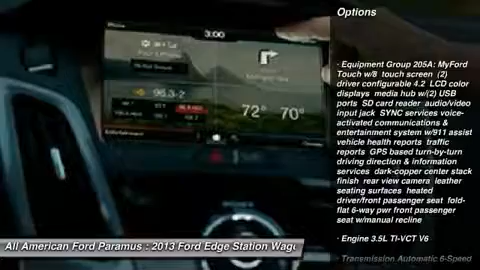 Options
3:00
· Equipment Group 205A: MyFord
Touch w/8 touch screen (2)
driver configurable 4.2 LCD color
displays media hub w/(2) USB
ports SD card reader audio/video
input jack SYNC services voice-
activated communications &
entertainment system w/911 assist
vehicle health reports traffic
reports GPS based turn-by-turn
driving direction & information
services dark-copper center stack
finish rear view camera leather
seating surfaces heated
driver/front passenger seat fold-
flat 6-way pwr front passenger
seat w/manual recline
72° 70°
· Engine 3.5L TI-VCT V6
All American Ford Paramus : 2013 Ford Edge Station Wago
· Transmission Automatic 6-Speed